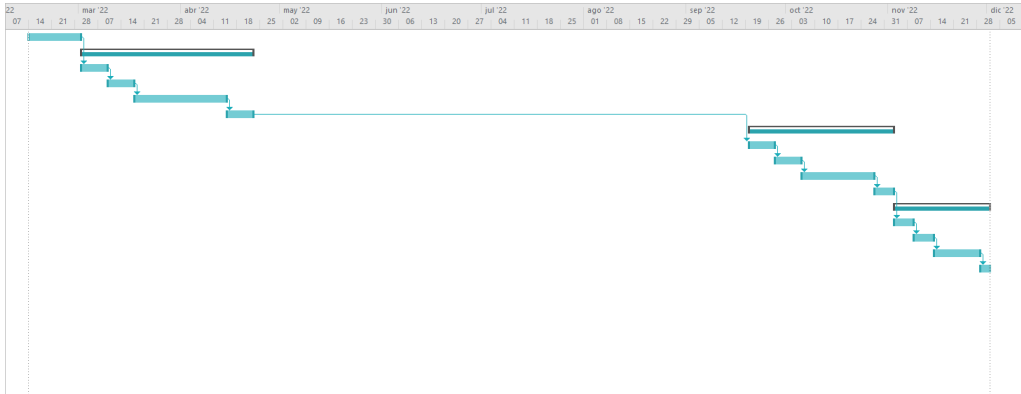 22 mar '22 abr '22 may '22 jun '22 jul '22 ago '22 sep '22 oct '22 nov '22 dic '22
07 14 21 28 07 14 21 28 04 11 18 25 02 09 16 23 30 06 13 20 27 04 11 18 25 01 08 15 22 29 05 12 19 26 03 10 17 24 31 07 14 21 28 05